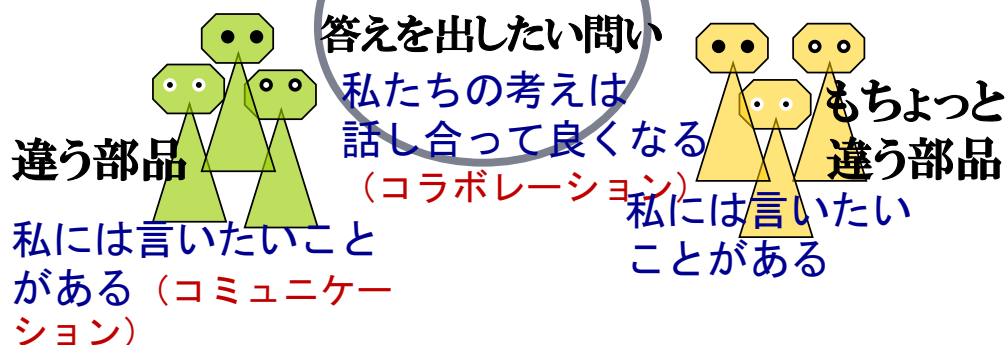 答えを出したい問い
私たちの考えは
話し合って良くなる
（コラボレーション）
違う部品
私には言いたいこと
がある（コミュニケー
ション）
もちょっと
違う部品
私には言いたい
ことがある